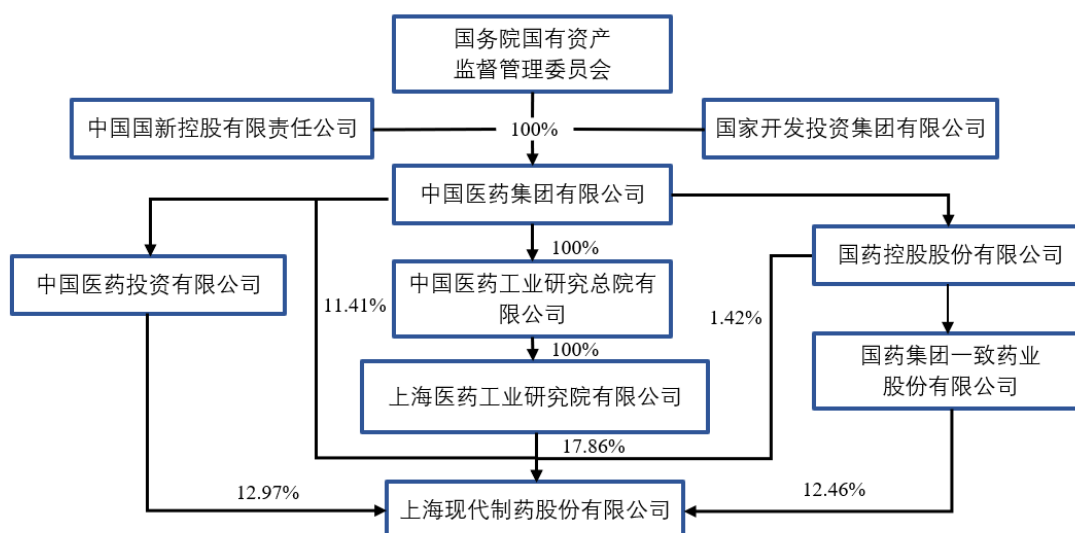 国务院国有资产
监督管理委员会
中国国新控股有限责任公司
100%
国家开发投资集团有限公司
中国医药集团有限公司
100%
中国医药投资有限公司
中国医药工业研究总院有
限公司
国药控股股份有限公司
11.41%
1.42%
100%
上海医药工业研究院有限公司
国药集团一致药业
股份有限公司
17.86%
12.97%
12.46%
上海现代制药股份有限公司